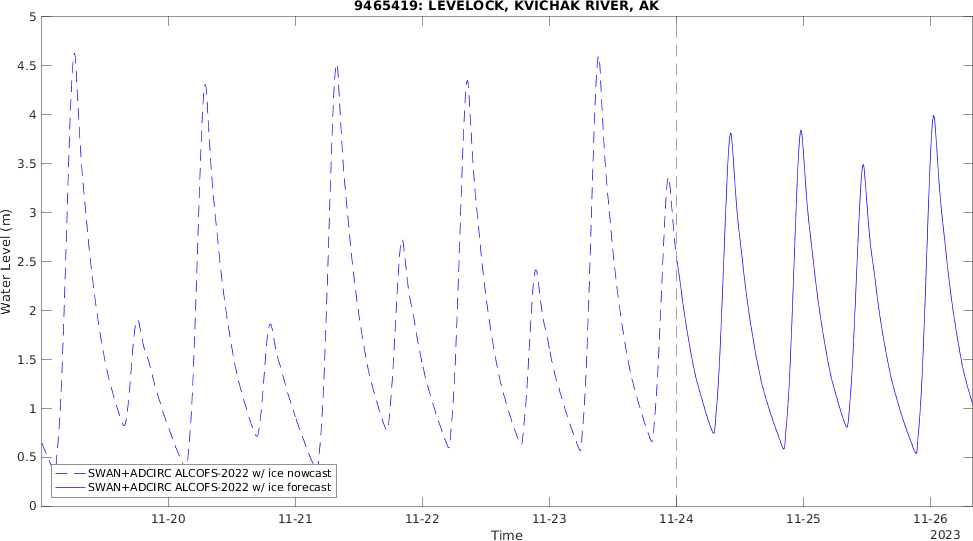 9465419: LEVELOCK, KVICHAK RIVER, AK
5
4.5
4
3.5
3
2.5
2
1.5
1
0.5
0
Water Level (m)
SWAN+ADCIRC ALCOFS-2022 w/ ice nowcast
SWAN+ADCIRC ALCOFS-2022 w/ ice forecast
11-20 11-21 11-22 11-23 11-24 11-25 11-26
Time 2023